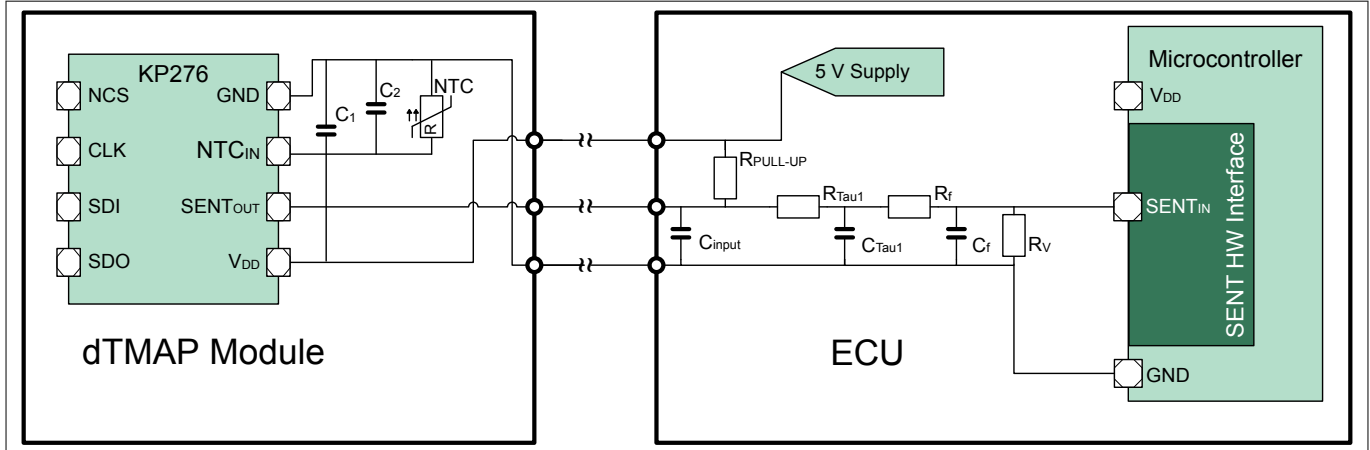 KP276
NCS
GND
CLK
NTCIN
SDI
SENTOUT
SDO
VDD
C1
C2
NTC
R
dTMAP Module
5 V Supply
RPULL-UP
RTau1
Rf
Cinput
CTau1
Cf
RV
ECU
Microcontroller
VDD
SENTIN
SENT HW Interface
GND